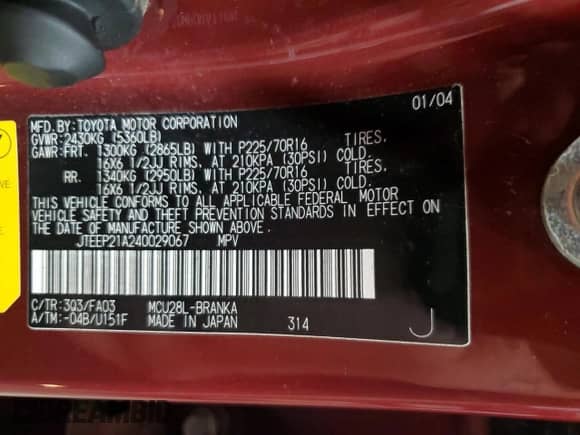 MFD.BY:TOYOTA MOTOR CORPORATION 01/04
GVWR:2430KG (5360LB)
GAWR:FRT. 1300KG (2865LB) WITH P225/70R16 TIRES.
16X6 1/2JJ RIMS. AT 210KPA (30PSI) COLD.
RR. 1340KG (2950LB) WITH P225/70R16 TIRES.
16X6 1/2JJ RIMS. AT 210KPA (30PSI) COLD.
THIS VEHICLE CONFORMS TO ALL APPLICABLE FEDERAL MOTOR
VEHICLE SAFETY AND THEFT PREVENTION STANDARDS IN EFFECT ON
THE DATE OF MANUFACTURE SHOWN ABOVE.
JTEEP21A240029067 MPV
C/TR:3Q3/FA03 MCU28L-BRANKA
A/TM:-04B/U151F MADE IN JAPAN 314 J